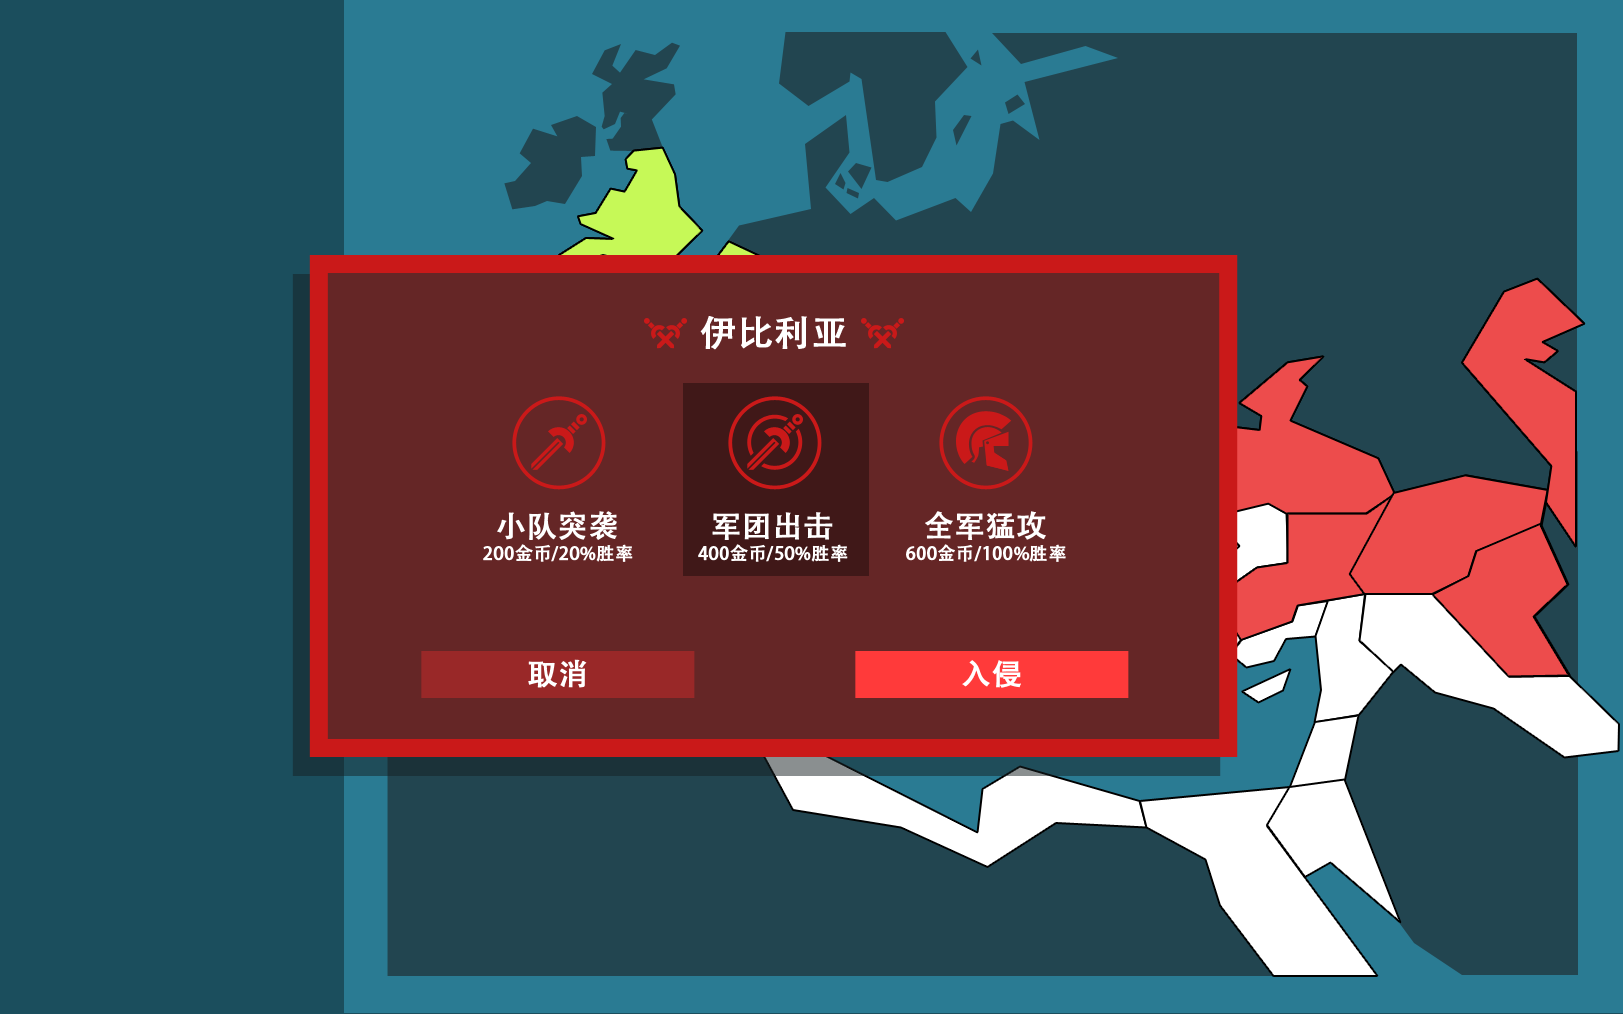 伊比利亚
小队突袭
200金币/20%胜率
军团出击
400金币/50%胜率
全军猛攻
600金币/100%胜率
取消
入侵